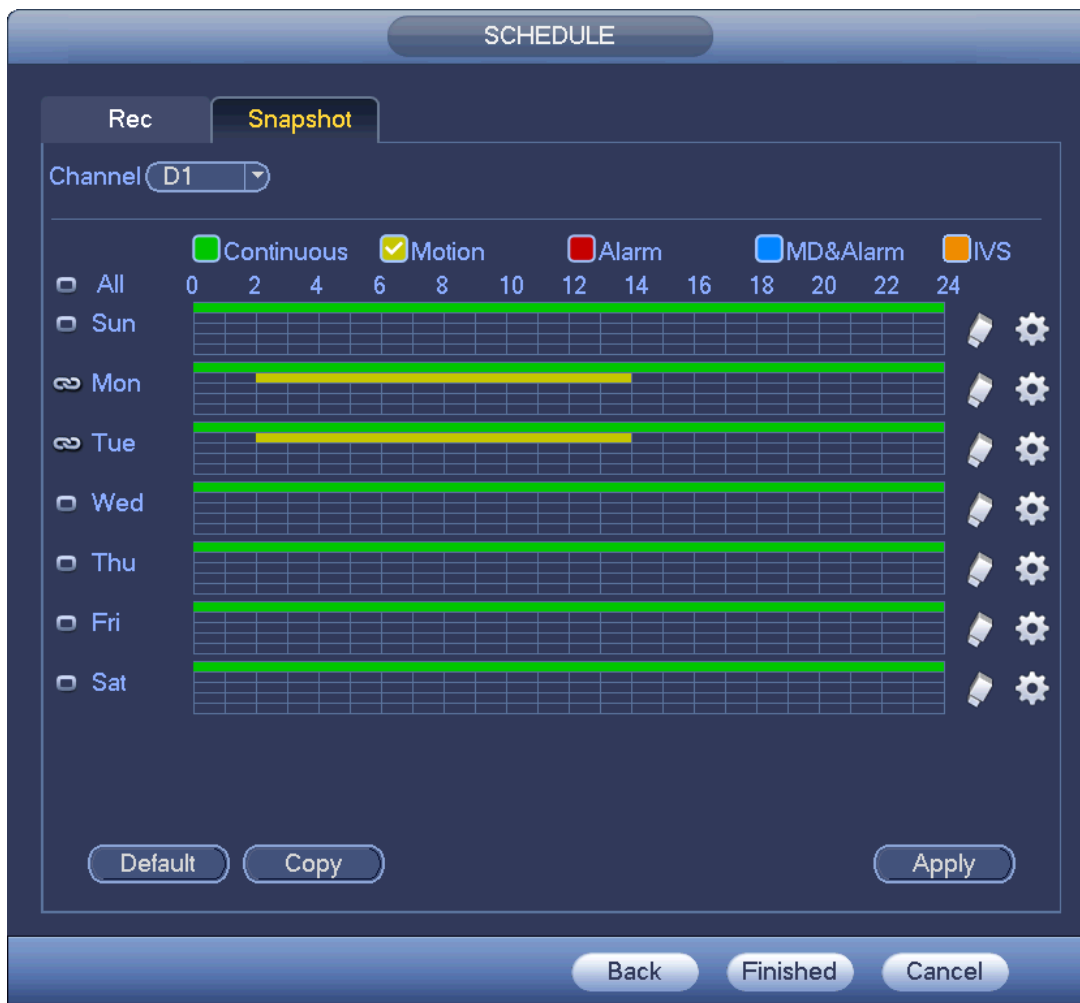 SCHEDULE
Rec Snapshot
Channel D1
Continuous Motion Alarm MD&Alarm IVS
All 0 2 4 6 8 10 12 14 16 18 20 22 24
Sun
Mon
Tue
Wed
Thu
Fri
Sat
Default Copy Apply
Back Finished Cancel